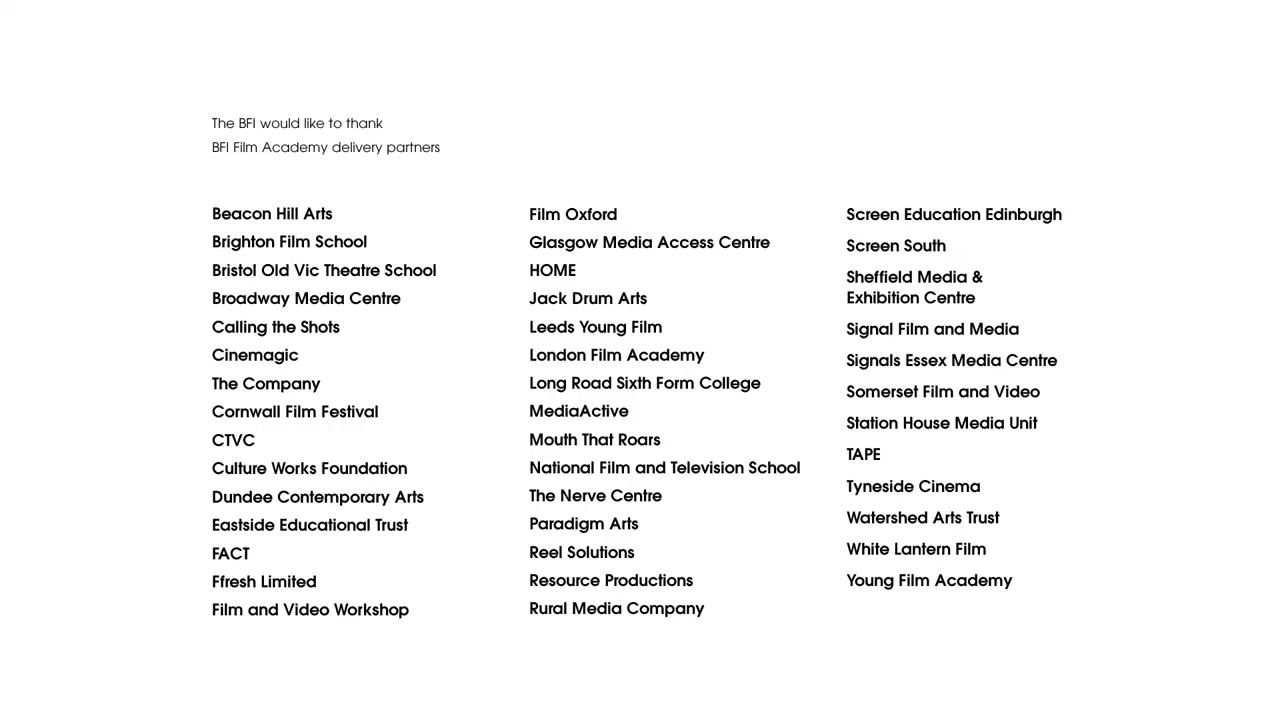 The BFI would like to thank
BFI Film Academy delivery partners
Beacon Hill Arts
Brighton Film School
Bristol Old Vic Theatre School
Broadway Media Centre
Calling the Shots
Cinemagic
The Company
Cornwall Film Festival
CTVC
Culture Works Foundation
Dundee Contemporary Arts
Eastside Educational Trust
FACT
Ffresh Limited
Film and Video Workshop
Film Oxford
Glasgow Media Access Centre
HOME
Jack Drum Arts
Leeds Young Film
London Film Academy
Long Road Sixth Form College
MediaActive
Mouth That Roars
National Film and Television School
The Nerve Centre
Paradigm Arts
Reel Solutions
Resource Productions
Rural Media Company
Screen Education Edinburgh
Screen South
Sheffield Media &
Exhibition Centre
Signal Film and Media
Signals Essex Media Centre
Somerset Film and Video
Station House Media Unit
TAPE
Tyneside Cinema
Watershed Arts Trust
White Lantern Film
Young Film Academy